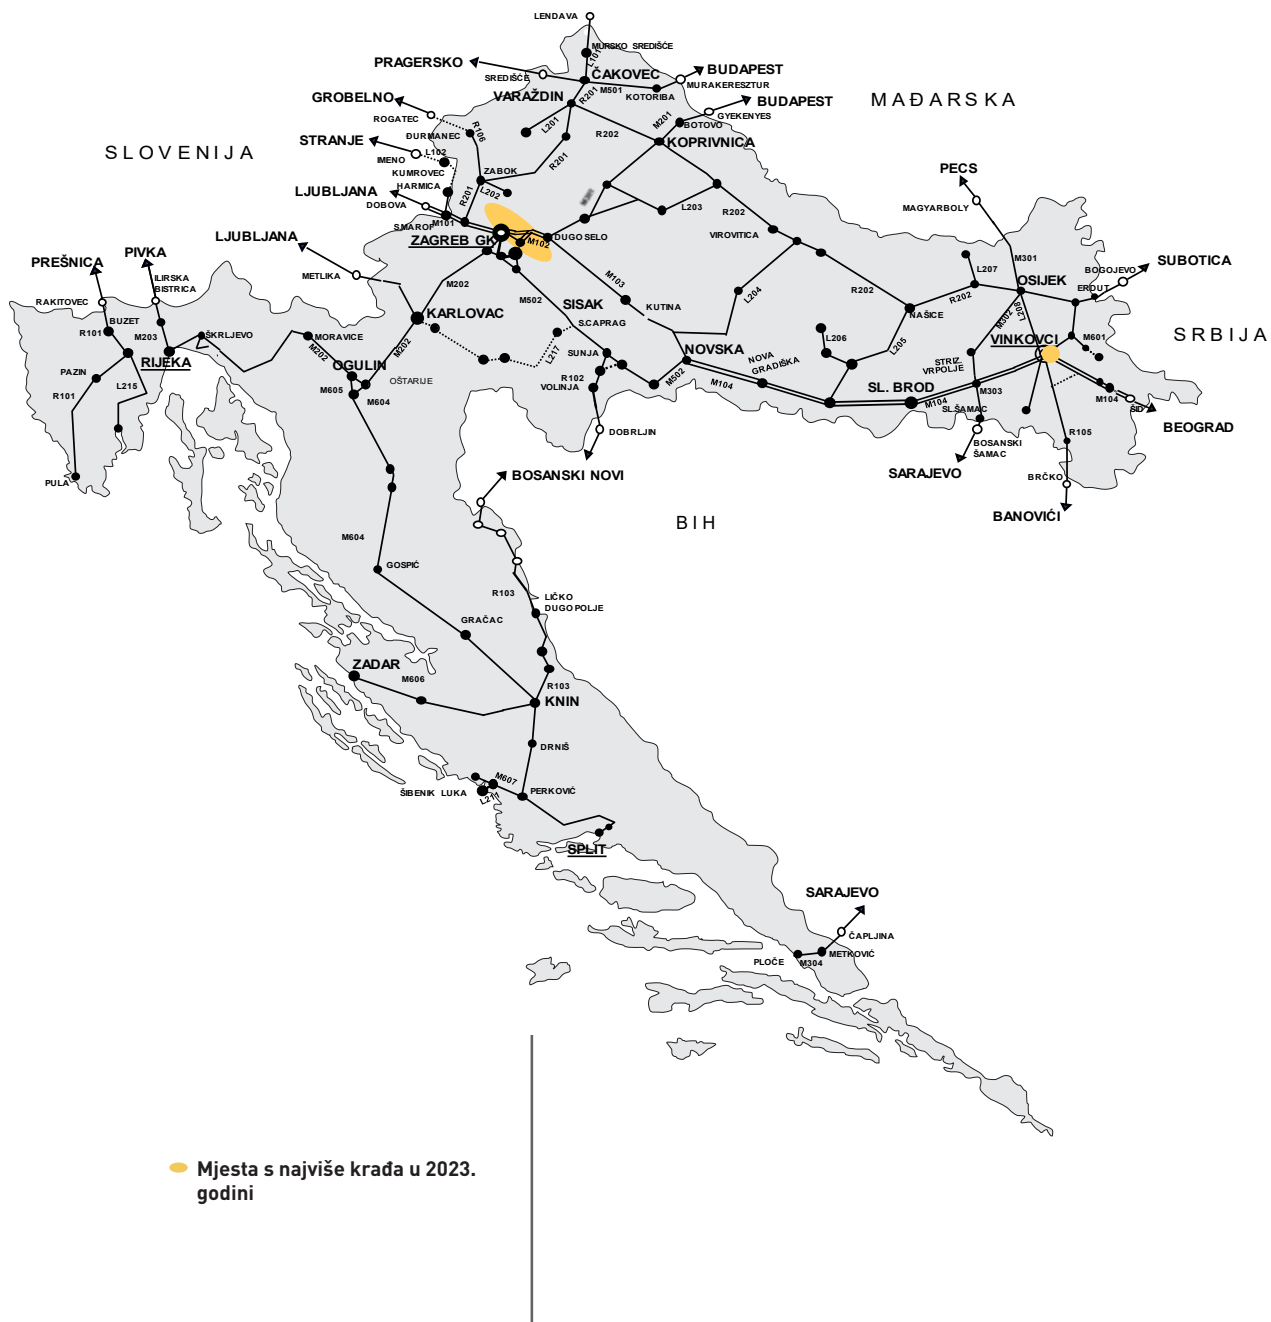 LENDAVA
MURSKO SREDIŠĆE
L101
PRAGERSKO
SREDIŠĆE
ČAKOVEC
BUDAPEST
MURAKERESZTUR
M501
KOTORIBA
GROBELNO
VARAŽDIN
R201
BUDAPEST
MAĐARSKA
ROGATEC
GYEKENYES
M201
BOTOVO
ĐURMANEC
R106
L201
R202
KOPRIVNICA
STRANJE
SLOVENIJA
L102
IMENO
KUMROVEC
R201
ZABOK
PECS
HARMICA
LJUBLJANA
R201
L202
DOBOVA
L203
R202
MAGYARBOLY
SMAROF
M101
LJUBLJANA
ZAGREB GK
M102
DUGO SELO
VIROVITICA
PIVKA
PREŠNICA
M301
SUBOTICA
METLIKA
ILIRSKA
BISTRICA
M202
M103
L207
BOGOJEVO
OSIJEK
ERDUT
RAKITOVEC
M502
SISAK
KUTINA
L204
R202
R202
L208
BUZET
KARLOVAC
S.CAPRAG
NAŠICE
M302
SRBIJA
R101
M203
ŠKRLJEVO
MORAVICE
L217
L206
L205
VINKOVCI
M601
RIJEKA
M202
M202
SUNJA
NOVSKA
NOVA
GRADIŠKA
STRIZ.
VRPOLJE
OGULIN
PAZIN
OŠTARIJE
R102
VOLINJA
M502
M104
SL. BROD
L215
M605
M604
M303
M104
R101
M104
ŠID
SL.ŠAMAC
BEOGRAD
DOBRLJIN
R105
BOSANSKI
ŠAMAC
SARAJEVO
BOSANSKI NOVI
PULA
BRČKO
BANOVIĆI
BIH
M604
GOSPIĆ
R103
LIČKO
DUGO POLJE
GRAČAC
ZADAR
M606
R103
KNIN
DRNIŠ
M607
ŠIBENIK LUKA
L211
PERKOVIĆ
SPLIT
SARAJEVO
ČAPLJINA
METKOVIĆ
PLOČE
M304
Mjesta s najviše krađa u 2023.
godini